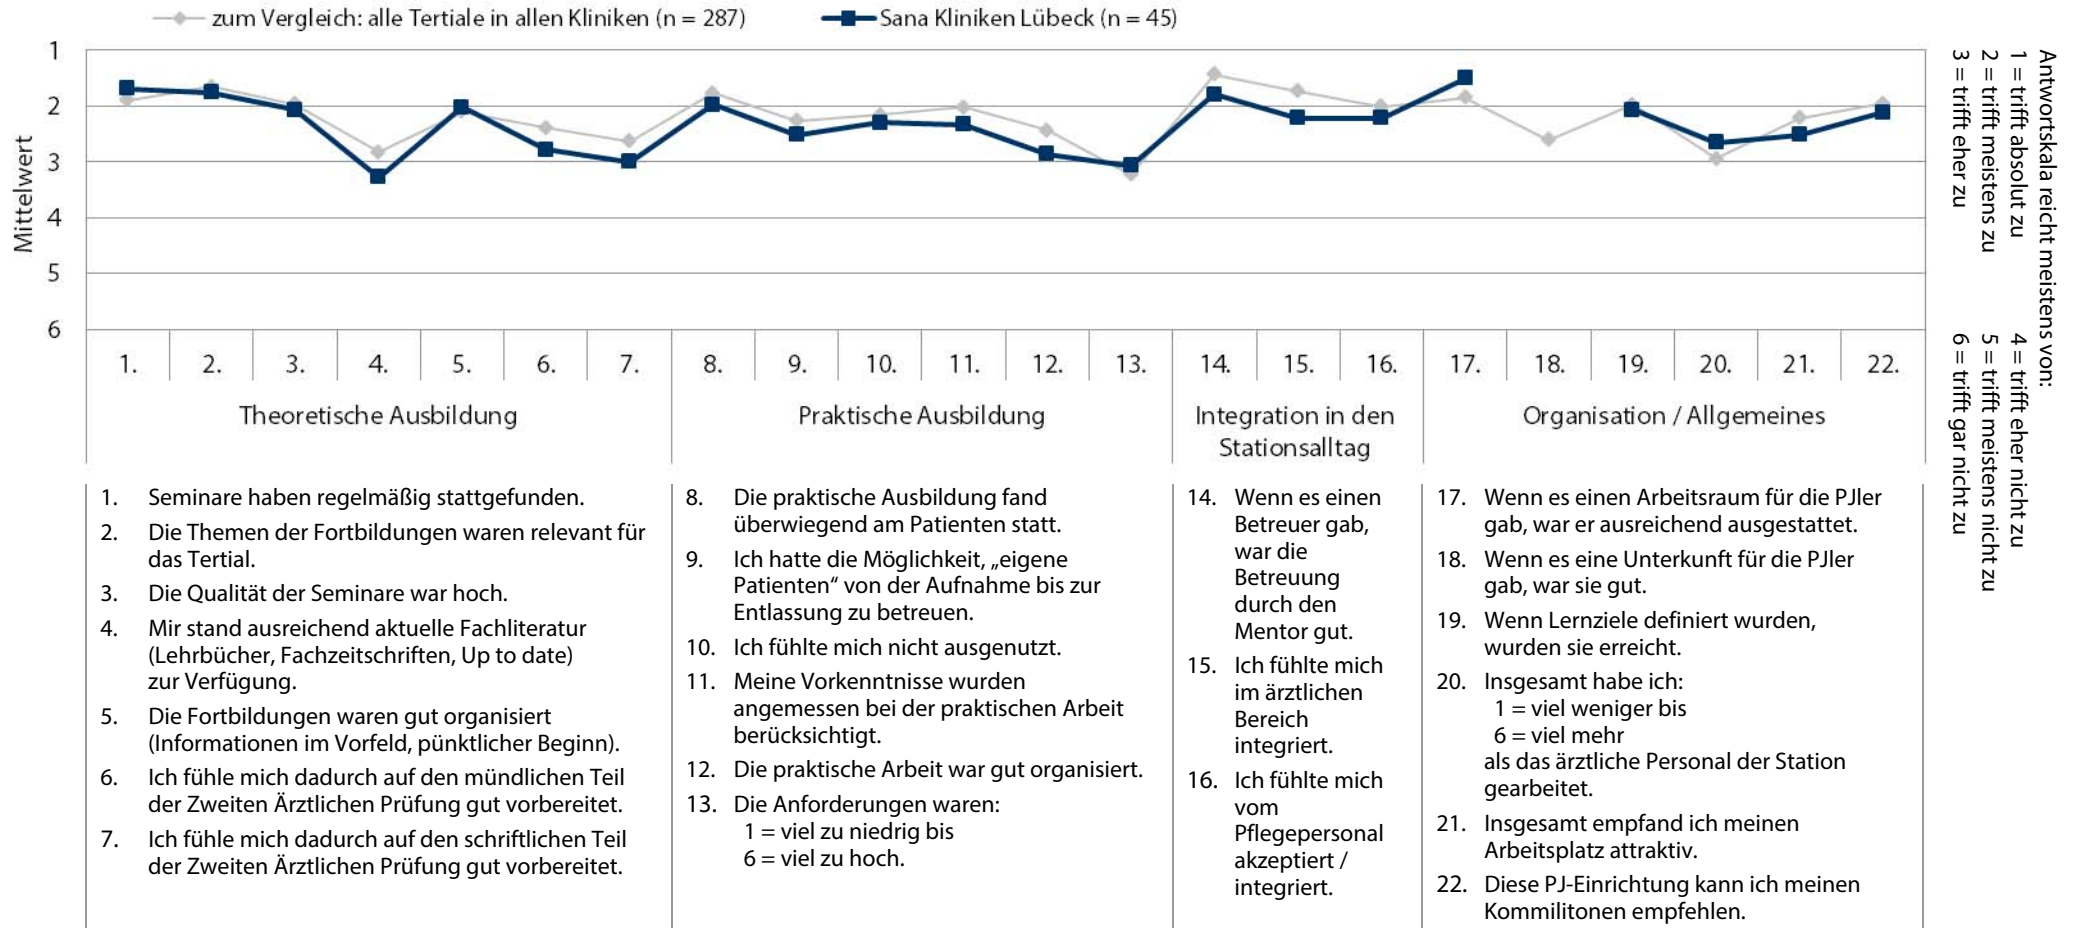 zum Vergleich: alle Tertiale in allen Kliniken (n = 287)
Sana Kliniken Lübeck (n = 45)
Mittelwert
1
2
3
4
5
6
1. 2. 3. 4. 5. 6. 7. 8. 9. 10. 11. 12. 13. 14. 15. 16. 17. 18. 19. 20. 21. 22.
Theoretische Ausbildung
Praktische Ausbildung
Integration in den
Stationsalltag
Organisation / Allgemeines
Antwortskala reicht meistens von:
1 = trifft absolut zu
2 = trifft meistens zu
3 = trifft eher zu
4 = trifft eher nicht zu
5 = trifft meistens nicht zu
6 = trifft gar nicht zu
1. Seminare haben regelmäßig stattgefunden.
2. Die Themen der Fortbildungen waren relevant für
das Tertial.
3. Die Qualität der Seminare war hoch.
4. Mir stand ausreichend aktuelle Fachliteratur
(Lehrbücher, Fachzeitschriften, Up to date)
zur Verfügung.
5. Die Fortbildungen waren gut organisiert
(Informationen im Vorfeld, pünktlicher Beginn).
6. Ich fühle mich dadurch auf den mündlichen Teil
der Zweiten Ärztlichen Prüfung gut vorbereitet.
7. Ich fühle mich dadurch auf den schriftlichen Teil
der Zweiten Ärztlichen Prüfung gut vorbereitet.
8. Die praktische Ausbildung fand
überwiegend am Patienten statt.
9. Ich hatte die Möglichkeit, „eigene
Patienten“ von der Aufnahme bis zur
Entlassung zu betreuen.
10. Ich fühlte mich nicht ausgenutzt.
11. Meine Vorkenntnisse wurden
angemessen bei der praktischen Arbeit
berücksichtigt.
12. Die praktische Arbeit war gut organisiert.
13. Die Anforderungen waren:
1 = viel zu niedrig bis
6 = viel zu hoch.
14. Wenn es einen
Betreuer gab,
war die
Betreuung
durch den
Mentor gut.
15. Ich fühlte mich
im ärztlichen
Bereich
integriert.
16. Ich fühlte mich
vom
Pflegepersonal
akzeptiert /
integriert.
17. Wenn es einen Arbeitsraum für die PJler
gab, war er ausreichend ausgestattet.
18. Wenn es eine Unterkunft für die PJler
gab, war sie gut.
19. Wenn Lernziele definiert wurden,
wurden sie erreicht.
20. Insgesamt habe ich:
1 = viel weniger bis
6 = viel mehr
als das ärztliche Personal der Station
gearbeitet.
21. Insgesamt empfand ich meinen
Arbeitsplatz attraktiv.
22. Diese PJ-Einrichtung kann ich meinen
Kommilitonen empfehlen.